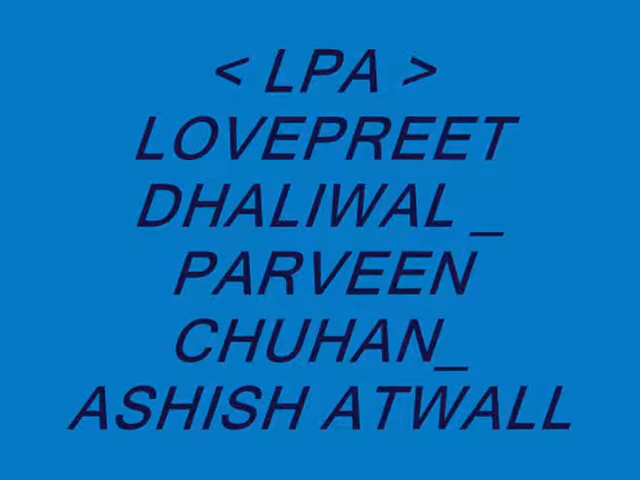 < LPA >
LOVEPREET
DHALIWAL _
PARVEEN
CHUHAN_
ASHISH ATWALL